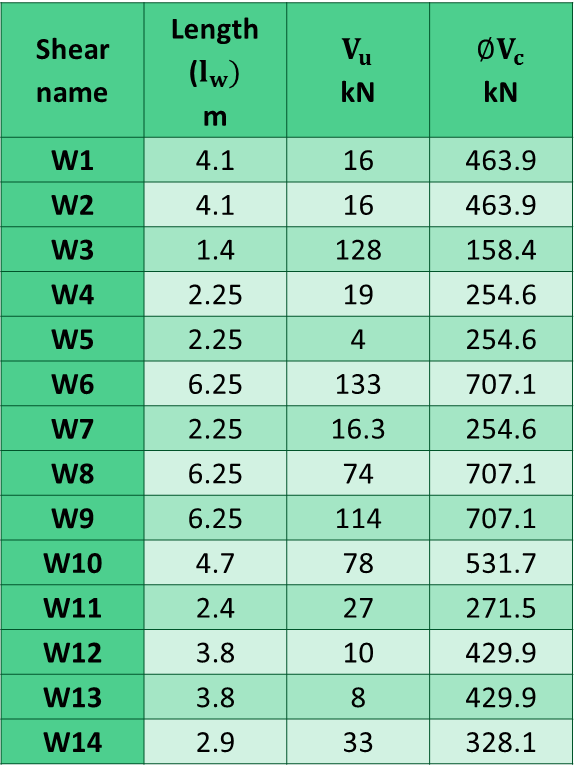 Shear name Length (lw) m Vu kN ∅Vc kN
W1 4.1 16 463.9
W2 4.1 16 463.9
W3 1.4 128 158.4
W4 2.25 19 254.6
W5 2.25 4 254.6
W6 6.25 133 707.1
W7 2.25 16.3 254.6
W8 6.25 74 707.1
W9 6.25 114 707.1
W10 4.7 78 531.7
W11 2.4 27 271.5
W12 3.8 10 429.9
W13 3.8 8 429.9
W14 2.9 33 328.1